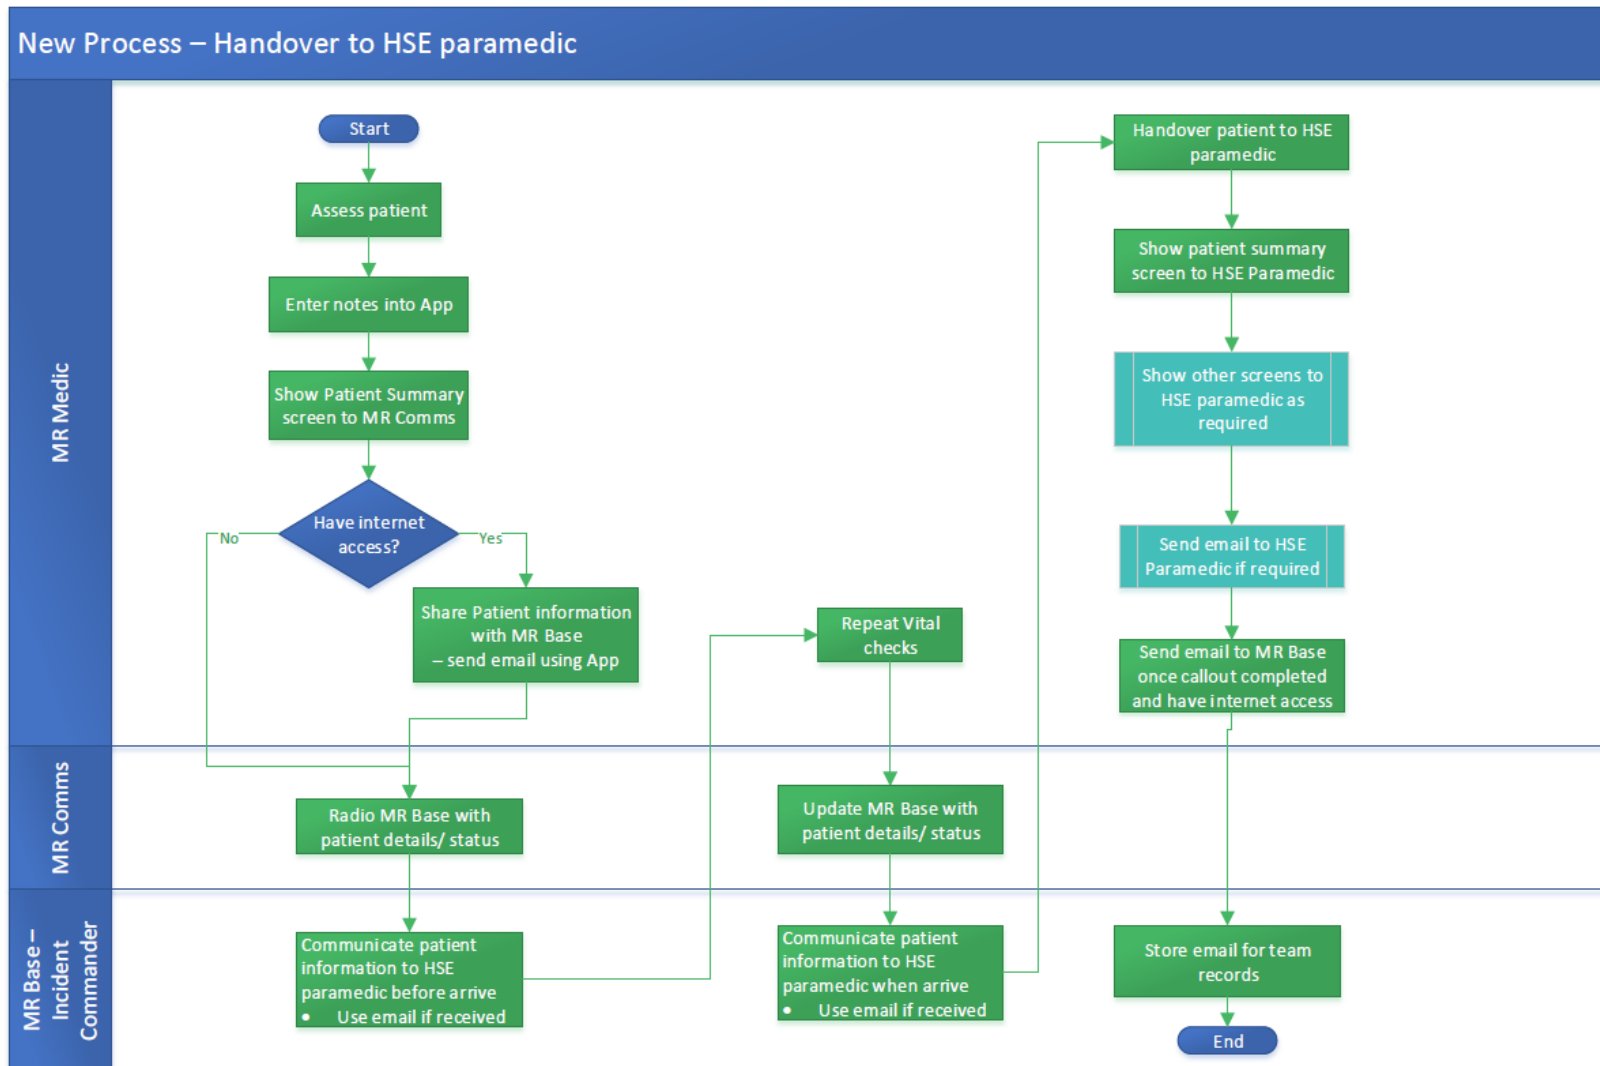 New Process – Handover to HSE paramedic
MR Medic
Start
Assess patient
Enter notes into App
Show Patient Summary
screen to MR Comms
Have internet
access?
No
Yes
Share Patient information
with MR Base
– send email using App
MR Comms
Radio MR Base with
patient details/ status
MR Base –
Incident
Commander
Communicate patient
information to HSE
paramedic before arrive
• Use email if received
Repeat Vital
checks
Update MR Base with
patient details/ status
Communicate patient
information to HSE
paramedic when arrive
• Use email if received
Handover patient to HSE
paramedic
Show patient summary
screen to HSE Paramedic
Show other screens to
HSE paramedic as
required
Send email to HSE
Paramedic if required
Send email to MR Base
once callout completed
and have internet access
Store email for team
records
End